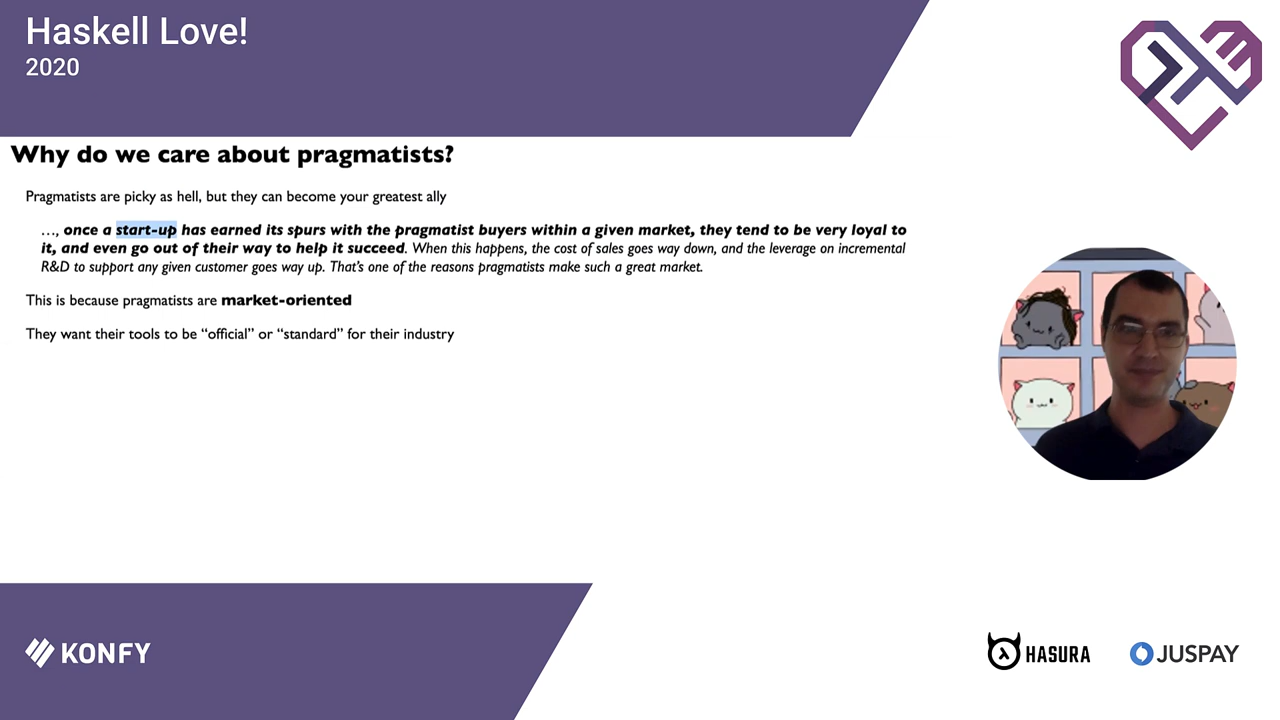 Haskell Love!
2020
Why do we care about pragmatists?
Pragmatists are picky as hell, but they can become your greatest ally
…, once a start-up has earned its spurs with the pragmatist buyers within a given market, they tend to be very loyal to
it, and even go out of their way to help it succeed. When this happens, the cost of sales goes way down, and the leverage on incremental
R&D to support any given customer goes way up. That’s one of the reasons pragmatists make such a great market.
This is because pragmatists are market-oriented
They want their tools to be “official” or “standard” for their industry
KONFY
HASURA
JUSPAY